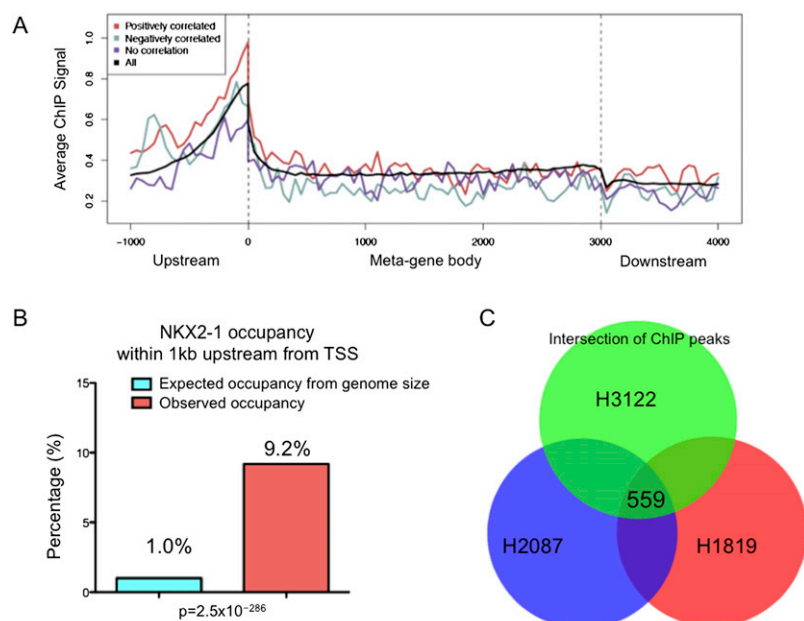 A
Positively correlated
Negatively correlated
No correlation
All
Average ChIP Signal
1.0
0.8
0.6
0.4
0.2
−1000 0 1000 2000 3000 4000
Upstream Meta-gene body Downstream
B
NKX2-1 occupancy
within 1kb upstream from TSS
Expected occupancy from genome size
Observed occupancy
Percentage (%)
15
10
5
0
1.0%
9.2%
p=2.5x10⁻²⁸⁶
C
Intersection of ChIP peaks
H3122
559
H2087
H1819